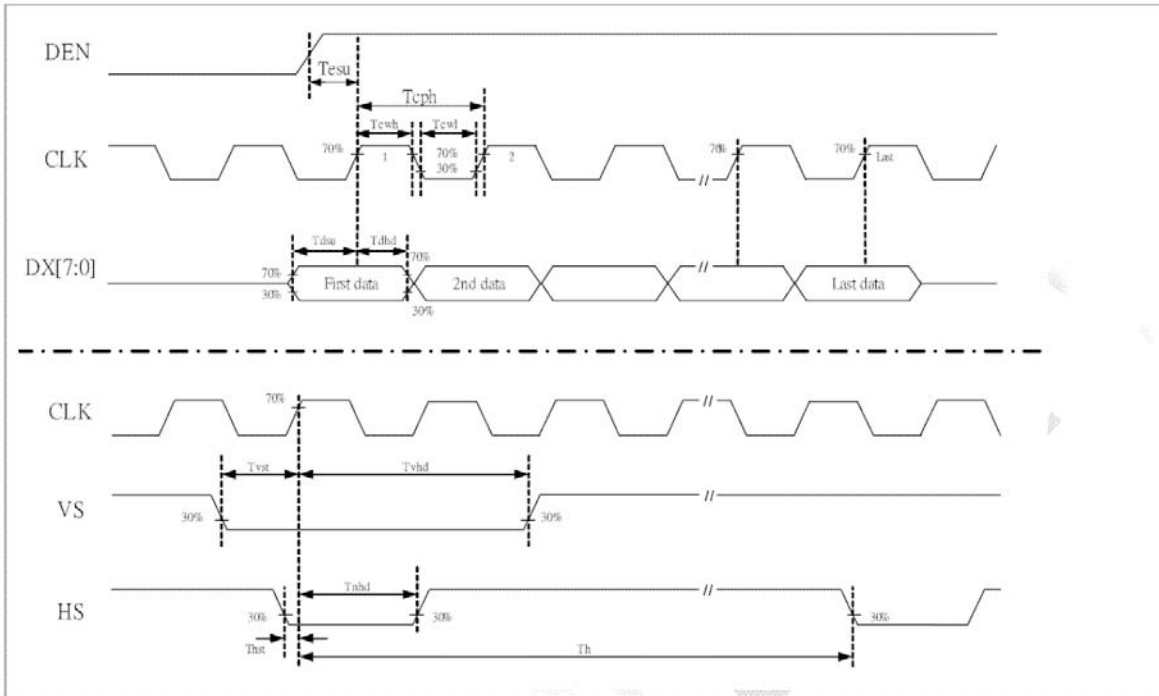 DEN
Tesu
Tcph
Tcwh
Tcwl
CLK
70%
1
70%
30%
2
70%
70%
Last
//
Tdsu
Tdhd
DX[7:0]
70%
30%
First data
70%
30%
2nd data
//
Last data
CLK
70%
//
Tvst
Tvhd
VS
30%
30%
//
HS
30%
Tnhd
30%
//
30%
Thst
Th